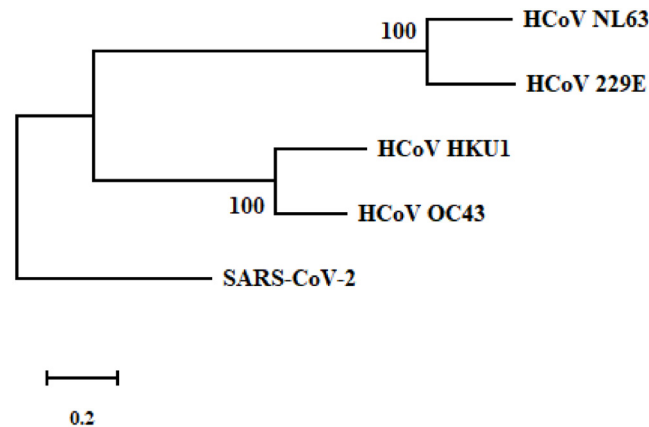 HCoV NL63
100
HCoV 229E
HCoV HKU1
100
HCoV OC43
SARS-CoV-2
0.2